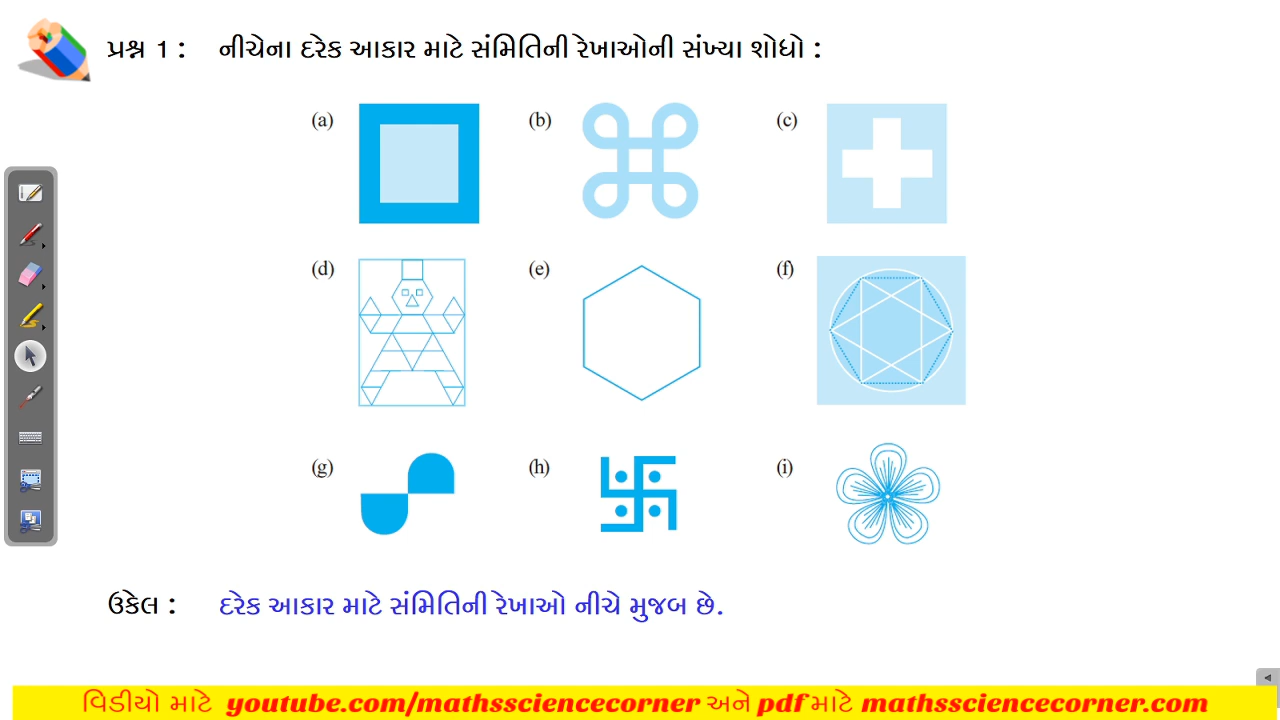 પ્રશ્ન 1 : નીચેના દરેક આકાર માટે સંમિતિની રેખાઓની સંખ્યા શોધો :
(a) (b) (c)
(d) (e) (f)
(g) (h) (i)
ઉકેલ : દરેક આકાર માટે સંમિતિની રેખાઓ નીચે મુજબ છે.
વિડીયો માટે youtube.com/mathssciencecorner અને pdf માટે mathssciencecorner.com